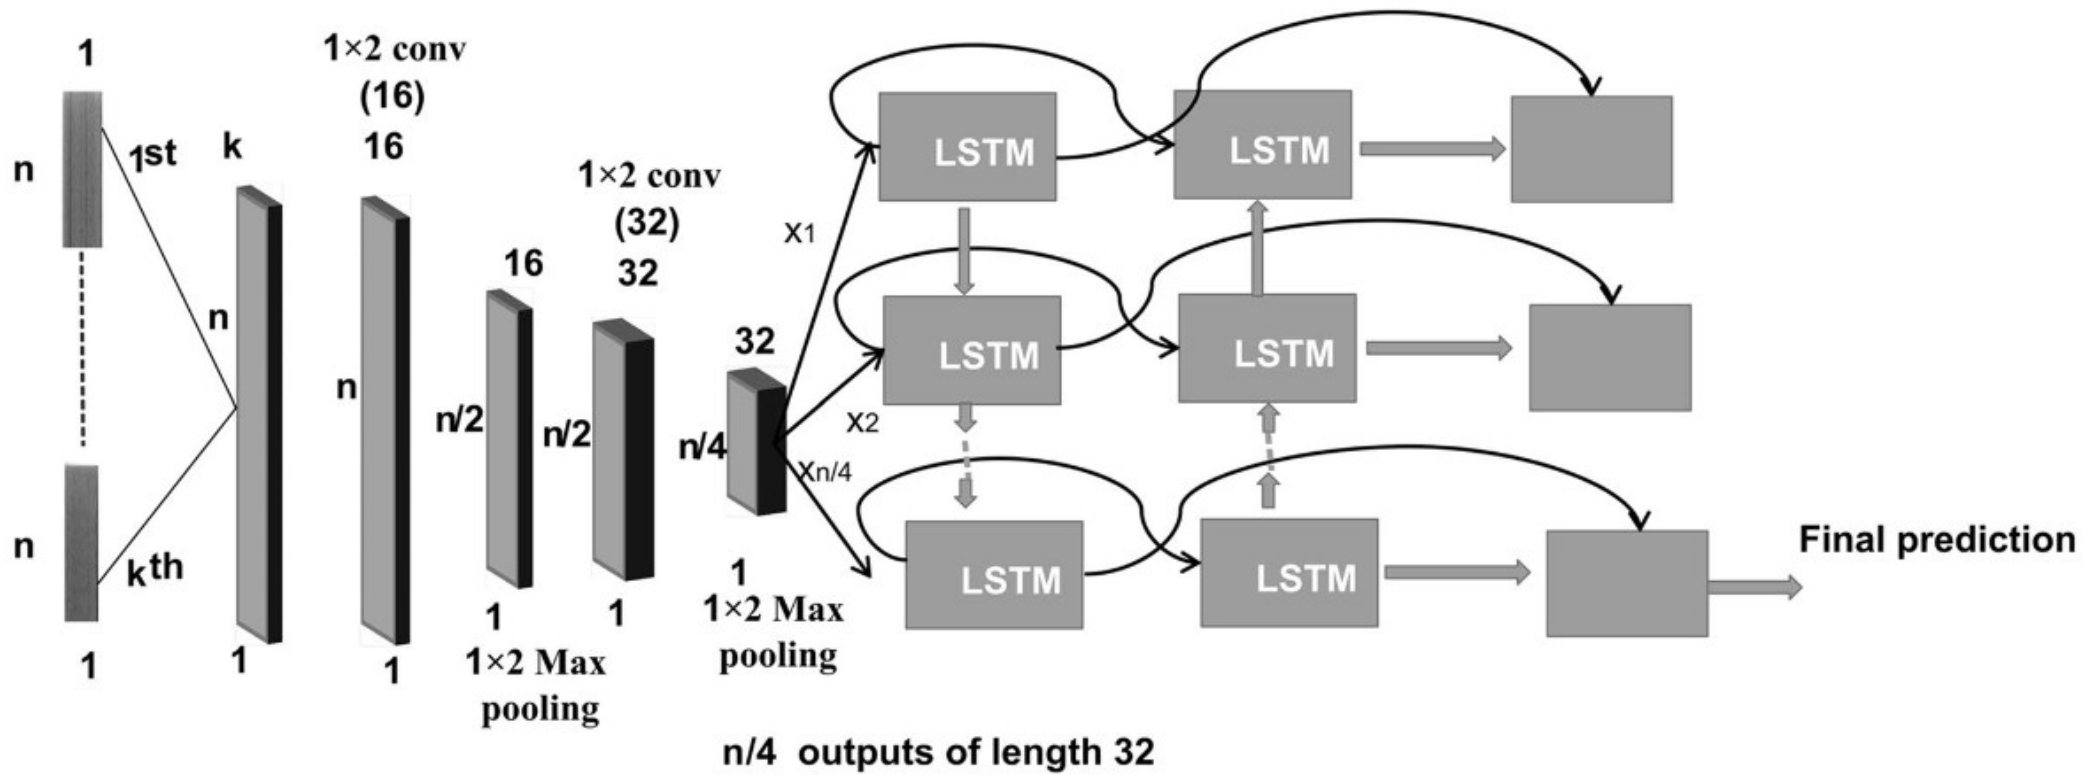 1
n
1st
k
1×2 conv
(16)
16
n
1
n
kth
1
n
1
16
n/2
1
1×2 Max
pooling
1×2 conv
(32)
32
n/2
1
32
n/4
1
1×2 Max
pooling
x1
x2
xn/4
LSTM
LSTM
LSTM
LSTM
LSTM
LSTM
Final prediction
n/4 outputs of length 32